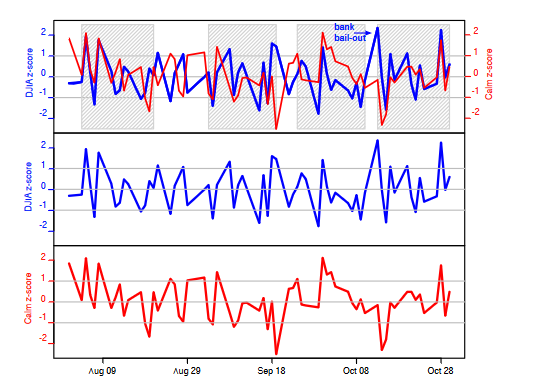 bank
bail-out
DJIA z-score
2
1
0
-1
-2
2
1
0
-1
-2
Calm z-score
DJIA z-score
2
1
0
-1
-2
Calm z-score
2
1
0
-1
-2
Aug 09
Aug 29
Sep 18
Oct 08
Oct 28